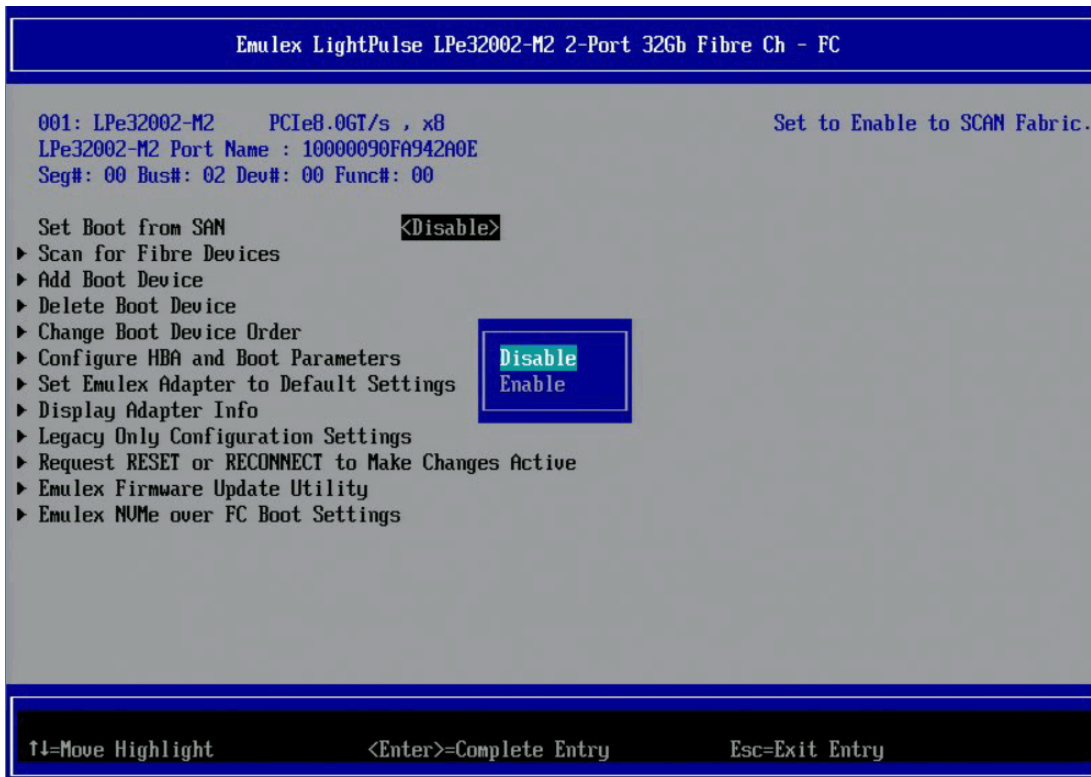 Emulex LightPulse LPe32002-M2 2-Port 32Gb Fibre Ch - FC
001: LPe32002-M2 PCIe8.0GT/s , x8
Set to Enable to SCAN Fabric.
LPe32002-M2 Port Name : 10000090FA942A0E
Seg#: 00 Bus#: 02 Dev#: 00 Func#: 00
Set Boot from SAN <Disable>
▶ Scan for Fibre Devices
▶ Add Boot Device
▶ Delete Boot Device
▶ Change Boot Device Order
▶ Configure HBA and Boot Parameters
▶ Set Emulex Adapter to Default Settings
▶ Display Adapter Info
▶ Legacy Only Configuration Settings
▶ Request RESET or RECONNECT to Make Changes Active
▶ Emulex Firmware Update Utility
▶ Emulex NVMe over FC Boot Settings
Disable
Enable
↑↓=Move Highlight <Enter>=Complete Entry Esc=Exit Entry